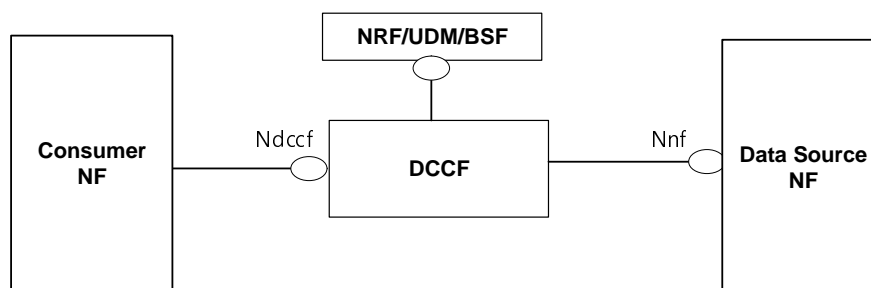 NRF/UDM/BSF
Consumer
NF
Ndccf
DCCF
Nnf
Data Source
NF